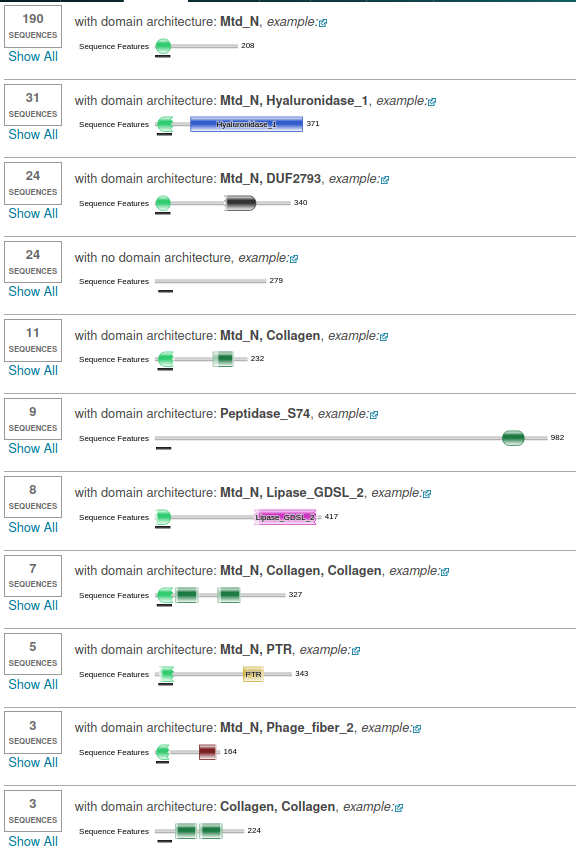 190
SEQUENCES
Show All
with domain architecture: Mtd_N, example:
Sequence Features
208
31
SEQUENCES
Show All
with domain architecture: Mtd_N, Hyaluronidase_1, example:
Sequence Features
Hyaluronidase_1
371
24
SEQUENCES
Show All
with domain architecture: Mtd_N, DUF2793, example:
Sequence Features
340
24
SEQUENCES
Show All
with no domain architecture, example:
Sequence Features
279
11
SEQUENCES
Show All
with domain architecture: Mtd_N, Collagen, example:
Sequence Features
232
9
SEQUENCES
Show All
with domain architecture: Peptidase_S74, example:
Sequence Features
982
8
SEQUENCES
Show All
with domain architecture: Mtd_N, Lipase_GDSL_2, example:
Sequence Features
Lipase_GDSL_2
417
7
SEQUENCES
Show All
with domain architecture: Mtd_N, Collagen, Collagen, example:
Sequence Features
327
5
SEQUENCES
Show All
with domain architecture: Mtd_N, PTR, example:
Sequence Features
PTR
343
3
SEQUENCES
Show All
with domain architecture: Mtd_N, Phage_fiber_2, example:
Sequence Features
164
3
SEQUENCES
Show All
with domain architecture: Collagen, Collagen, example:
Sequence Features
224